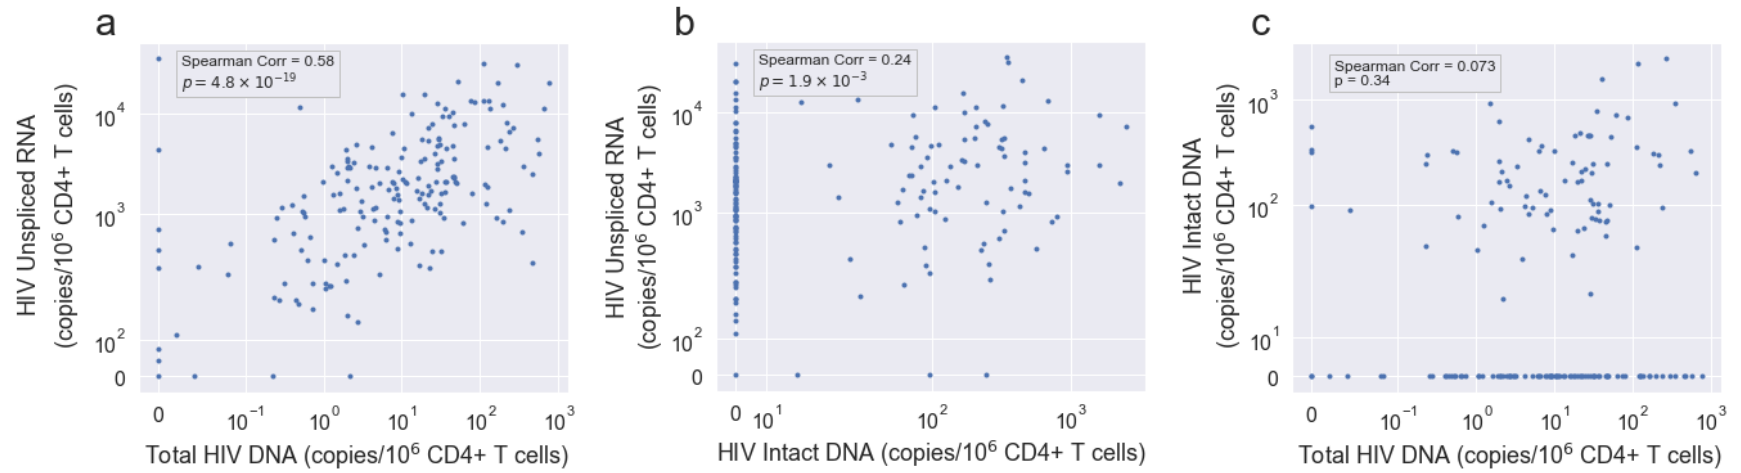 a
Spearman Corr = 0.58
p = 4.8 × 10⁻¹⁹
HIV Unspliced RNA
(copies/10⁶ CD4+ T cells)
10⁴
10³
10²
0
0 10⁻¹ 10⁰ 10¹ 10² 10³
Total HIV DNA (copies/10⁶ CD4+ T cells)
b
Spearman Corr = 0.24
p = 1.9 × 10⁻³
HIV Unspliced RNA
(copies/10⁶ CD4+ T cells)
10⁴
10³
10²
0
0 10¹ 10² 10³
HIV Intact DNA (copies/10⁶ CD4+ T cells)
c
Spearman Corr = 0.073
p = 0.34
HIV Intact DNA
(copies/10⁶ CD4+ T cells)
10³
10²
10¹
0
0 10⁻¹ 10⁰ 10¹ 10² 10³
Total HIV DNA (copies/10⁶ CD4+ T cells)